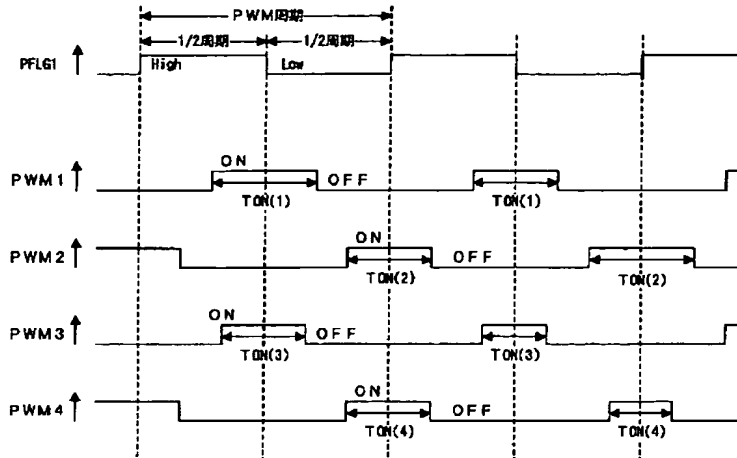 PWM周期
1/2周期 1/2周期
PFLG1 High Low
ON
PWM1 OFF
TON(1) TON(1)
ON
PWM2 OFF
TON(2) TON(2)
ON
PWM3 OFF
TON(3) TON(3)
ON
PWM4 OFF
TON(4) TON(4)